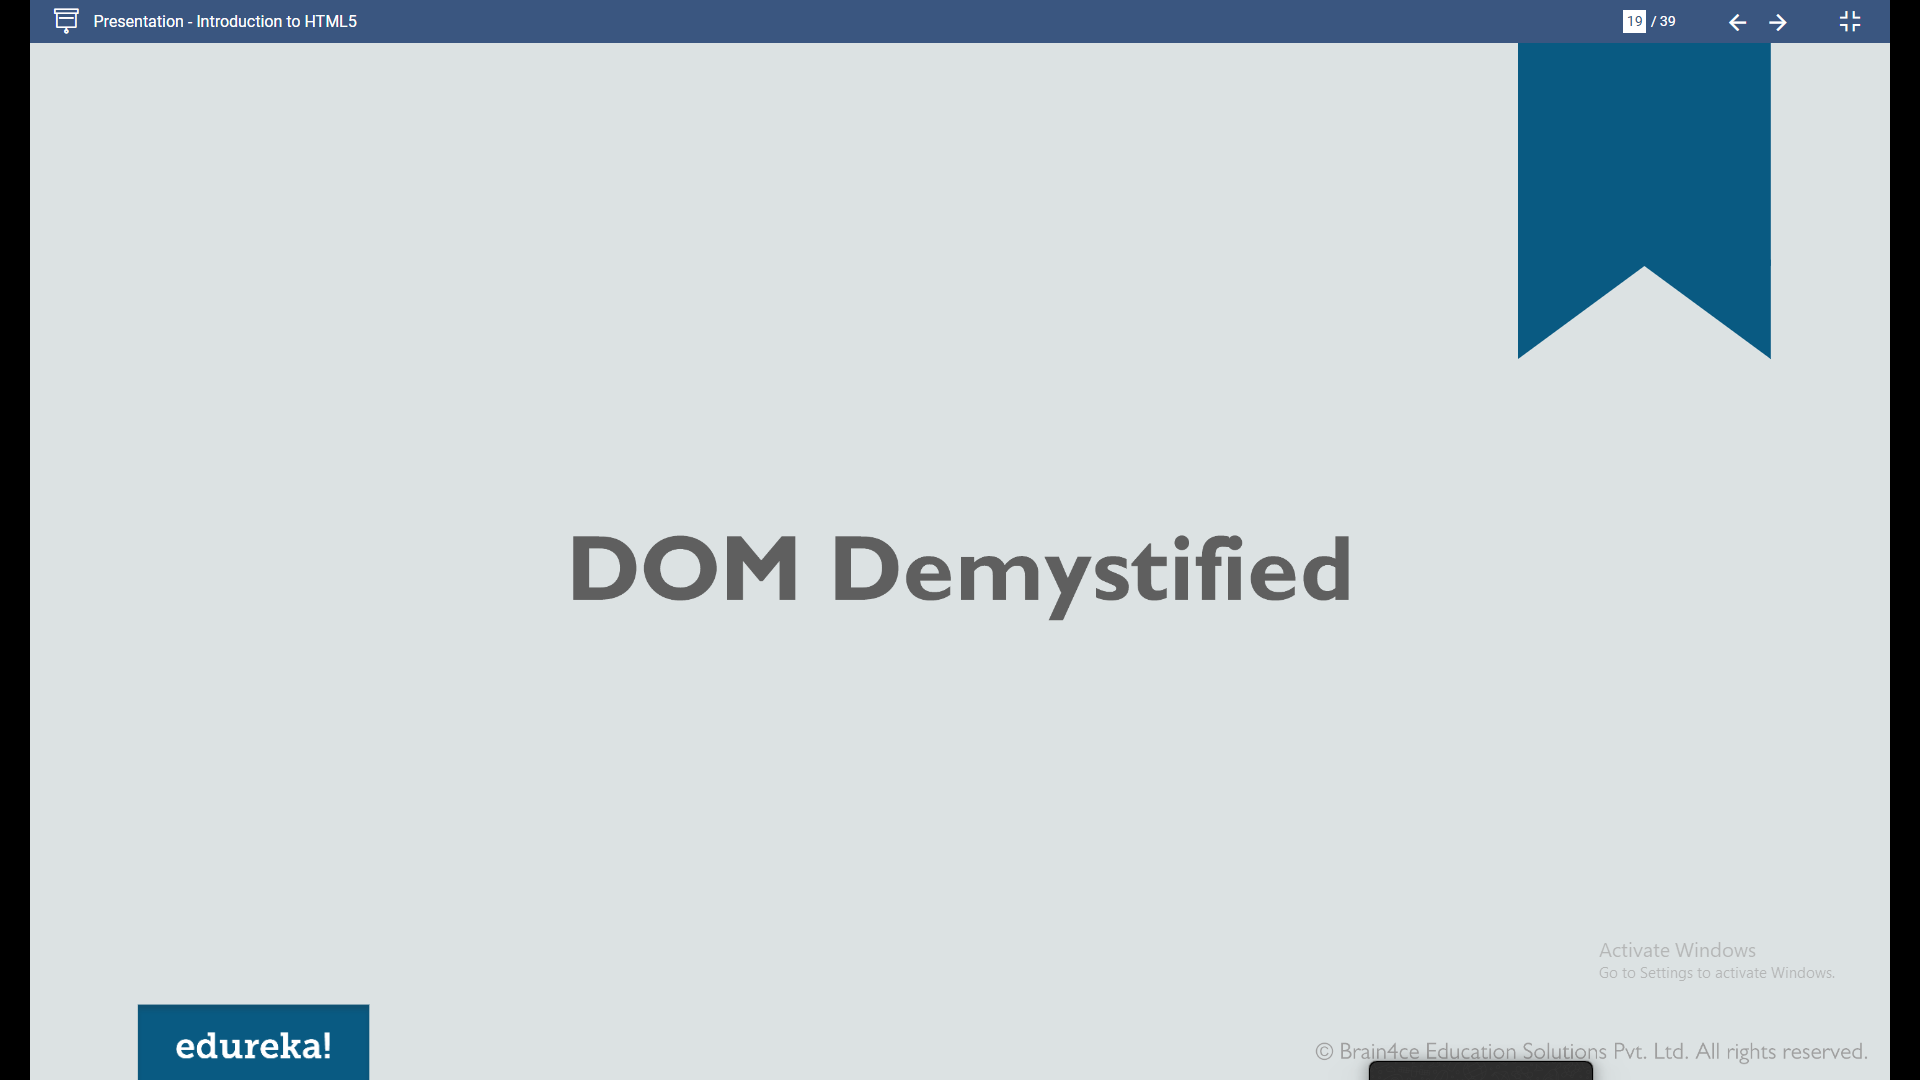 Presentation - Introduction to HTML5
19 / 39
DOM Demystified
Activate Windows
Go to Settings to activate Windows.
edureka!
© Brain4ce Education Solutions Pvt. Ltd. All rights reserved.